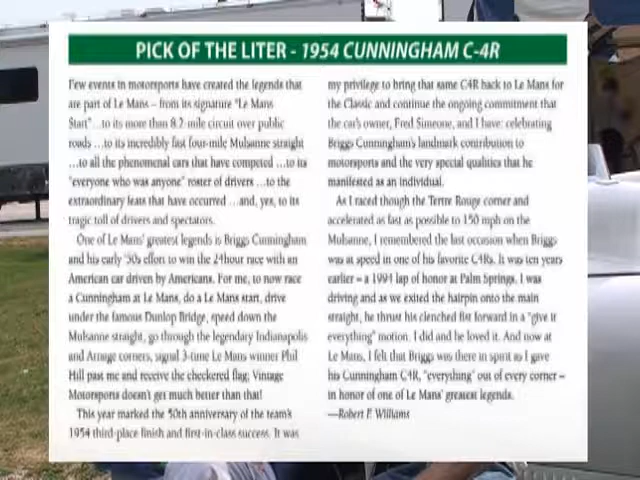 PICK OF THE LITER - 1954 CUNNINGHAM C-4R
Few events in motorsports have created the legends that
are part of Le Mans – from its signature "Le Mans
Start" ...to its more than 8.2-mile circuit over public
roads ...to its incredibly fast four-mile Mulsanne straight
...to all the phenomenal cars that have competed ...to its
"everyone who was anyone" roster of drivers ...to the
extraordinary feats that have occurred ...and, yes, to its
tragic toll of drivers and spectators.
One of Le Mans' greatest legends is Briggs Cunningham
and his early '50s effort to win the 24hour race with an
American car driven by Americans. For me, to now race
a Cunningham at Le Mans, do a Le Mans start, drive
under the famous Dunlop Bridge, speed down the
Mulsanne straight, go through the legendary Indianapolis
and Arnage corners, signal 3-time Le Mans winner Phil
Hill past me and receive the checkered flag; Vintage
Motorsports doesn't get much better than that!
This year marked the 50th anniversary of the team's
1954 third-place finish and first-in-class success. It was
my privilege to bring that same C4R back to Le Mans for
the Classic and continue the ongoing commitment that
the car's owner, Fred Simeone, and I have: celebrating
Briggs Cunningham's landmark contribution to
motorsports and the very special qualities that he
manifested as an individual.
As I raced though the Tertre Rouge corner and
accelerated as fast as possible to 150 mph on the
Mulsanne, I remembered the last occasion when Briggs
was at speed in one of his favorite C4Rs. It was ten years
earlier – a 1994 lap of honor at Palm Springs. I was
driving and as we exited the hairpin onto the main
straight, he thrust his clenched fist forward in a "give it
everything" motion. I did and he loved it. And now at
Le Mans, I felt that Briggs was there in spirit as I gave
his Cunningham C4R, "everything" out of every corner –
in honor of one of Le Mans' greatest legends.
—Robert F. Williams